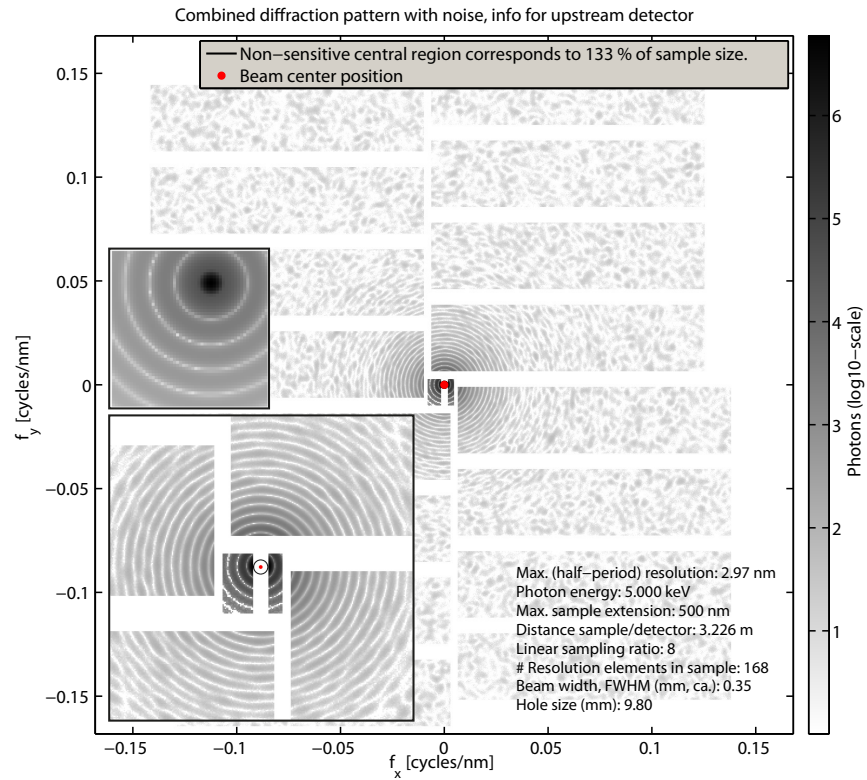 Combined diffraction pattern with noise, info for upstream detector
Non−sensitive central region corresponds to 133 % of sample size.
Beam center position
0.15
0.1
0.05
0
−0.05
−0.1
−0.15
f_y [cycles/nm]
−0.15
−0.1
−0.05
0
0.05
0.1
0.15
f_x [cycles/nm]
Max. (half−period) resolution: 2.97 nm
Photon energy: 5.000 keV
Max. sample extension: 500 nm
Distance sample/detector: 3.226 m
Linear sampling ratio: 8
# Resolution elements in sample: 168
Beam width, FWHM (mm, ca.): 0.35
Hole size (mm): 9.80
6
5
4
3
2
1
Photons (log10−scale)